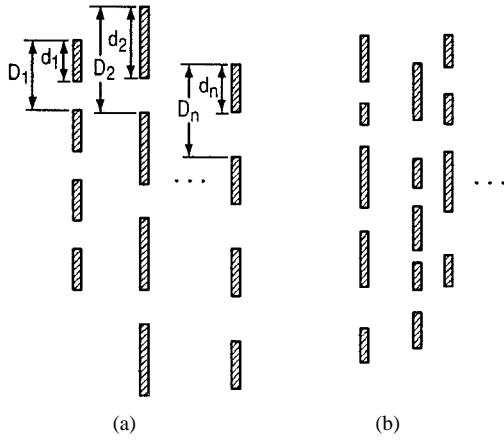 D₁
d₁
D₂
d₂
Dₙ
dₙ
. . .
. . .
(a)
(b)